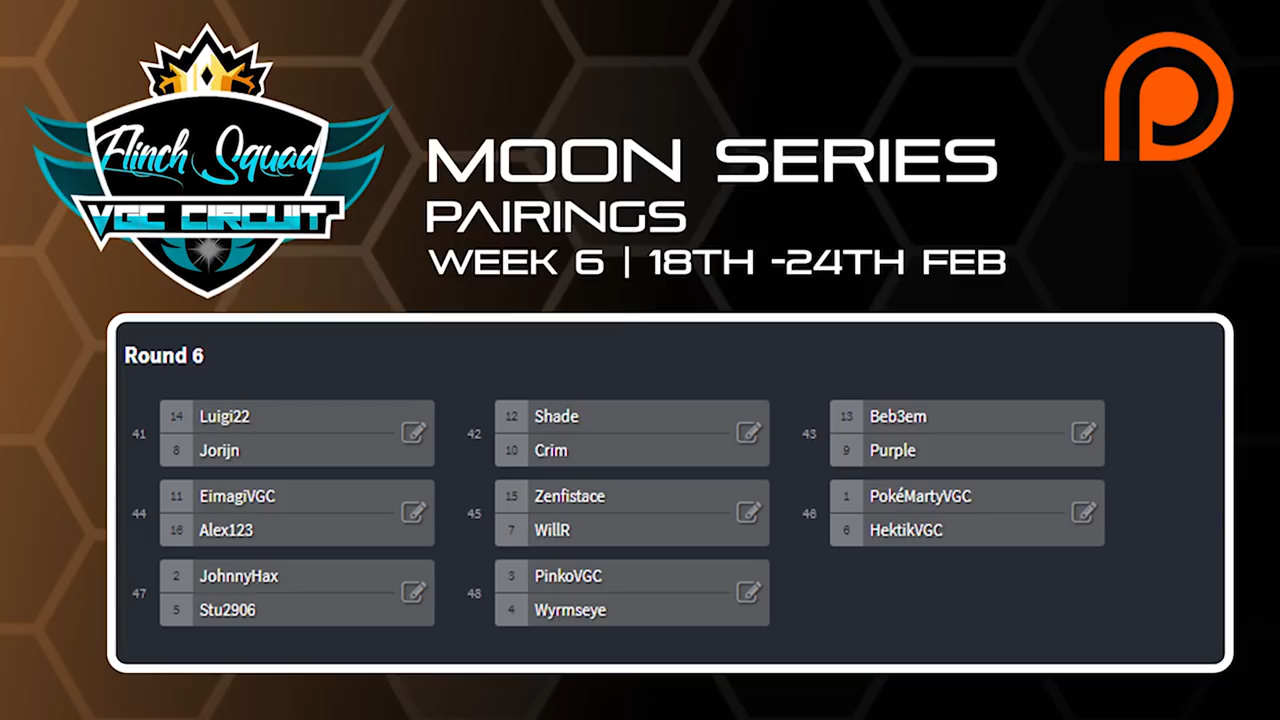 Flinch Squad
VGC CIRCUIT
MOON SERIES
PAIRINGS
WEEK 6 | 18TH -24TH FEB
Round 6
41
14 Luigi22
8 Jorijn
42
12 Shade
10 Crim
43
13 Beb3em
9 Purple
44
11 EimagiVGC
16 Alex123
45
15 Zenfistace
7 WillR
46
1 PokéMartyVGC
6 HektikVGC
47
2 JohnnyHax
5 Stu2906
48
3 PinkoVGC
4 Wyrmseye